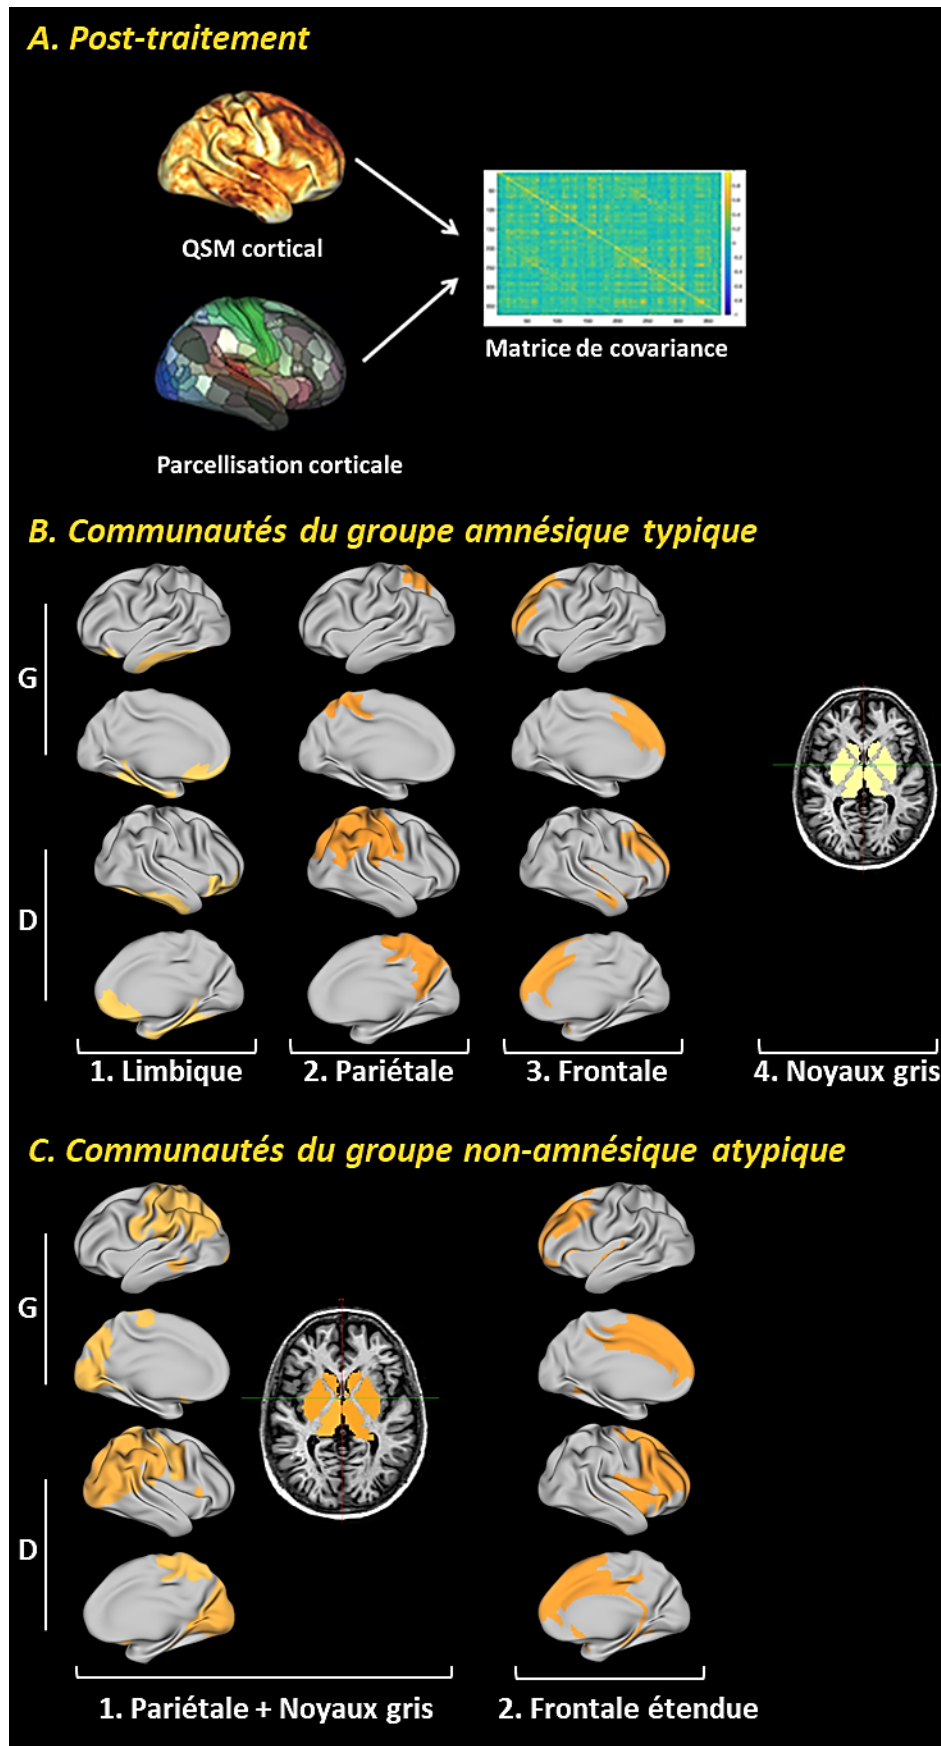 A. Post-traitement
QSM cortical
Matrice de covariance
Parcellisation corticale
B. Communautés du groupe amnésique typique
G
D
1. Limbique
2. Pariétale
3. Frontale
4. Noyaux gris
C. Communautés du groupe non-amnésique atypique
G
D
1. Pariétale + Noyaux gris
2. Frontale étendue